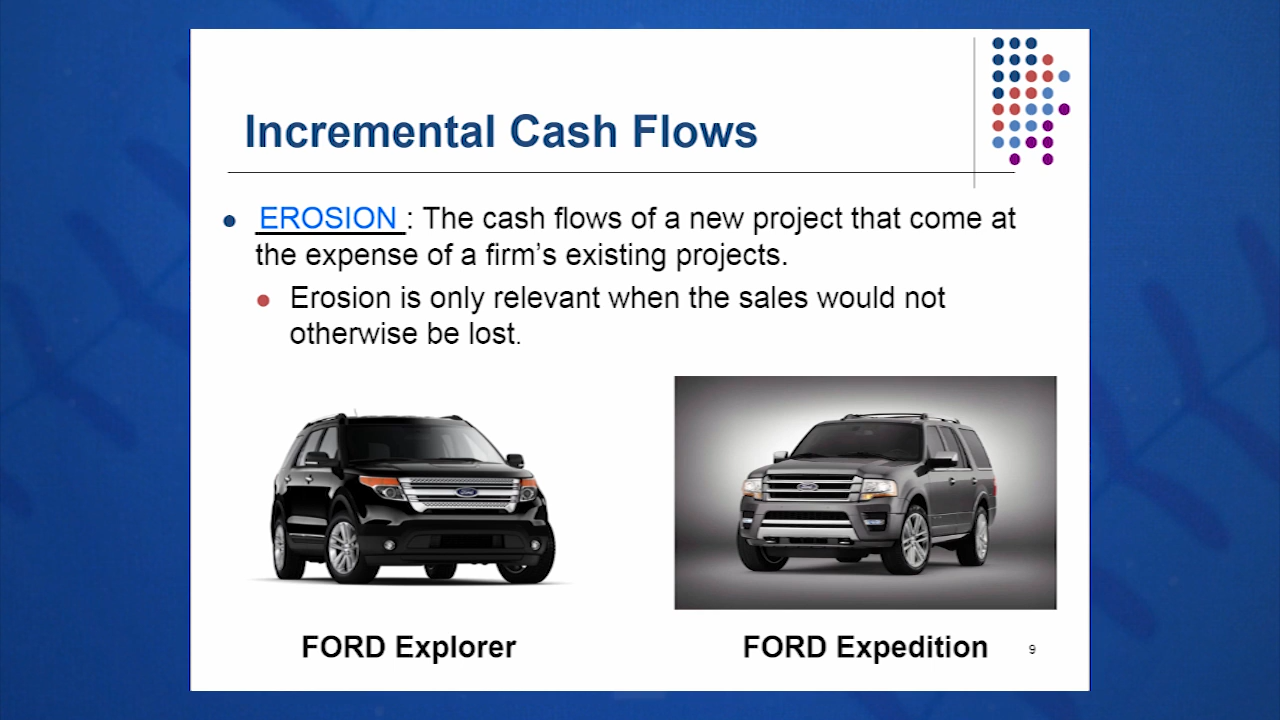 Incremental Cash Flows
EROSION : The cash flows of a new project that come at
the expense of a firm’s existing projects.
Erosion is only relevant when the sales would not
otherwise be lost.
FORD Explorer
FORD Expedition
9